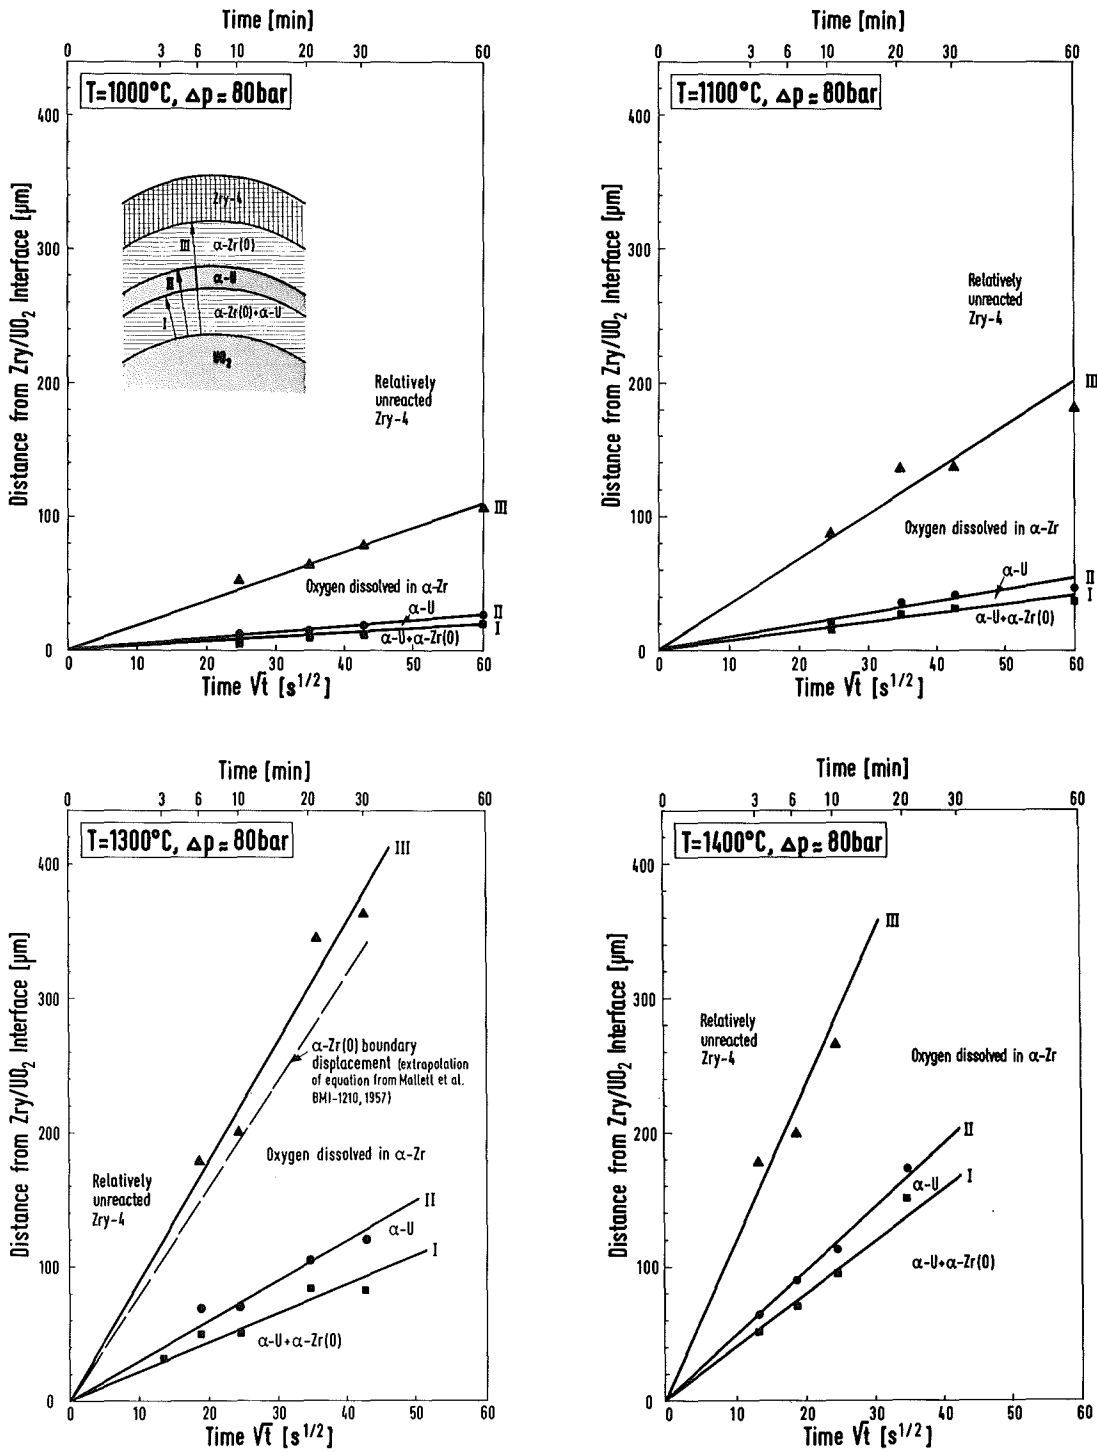 Time [min]
0 3 6 10 20 30 60
T=1000°C, Δp ≈ 80bar
400
300
200
100
0
Distance from Zry/UO₂ Interface [µm]
Zry-4
III α-Zr(O)
II α-U
I α-Zr(O)+α-U
UO₂
Relatively
unreacted
Zry-4
III
Oxygen dissolved in α-Zr
α-U
II
I
α-U+α-Zr(O)
0 10 20 30 40 50 60
Time √t [s^1/2]
Time [min]
0 3 6 10 20 30 60
T=1100°C, Δp ≈ 80bar
400
300
200
100
0
Distance from Zry/UO₂ Interface [µm]
Relatively
unreacted
Zry-4
III
Oxygen dissolved in α-Zr
α-U
II
I
α-U+α-Zr(O)
0 10 20 30 40 50 60
Time √t [s^1/2]
Time [min]
0 3 6 10 20 30 60
T=1300°C, Δp ≈ 80bar
400
300
200
100
0
Distance from Zry/UO₂ Interface [µm]
III
α-Zr(O) boundary
displacement (extrapolation
of equation from Mallett et al.
BMI-1210, 1957)
Oxygen dissolved in α-Zr
Relatively
unreacted
Zry-4
II
α-U
I
α-U+α-Zr(O)
0 10 20 30 40 50 60
Time √t [s^1/2]
Time [min]
0 3 6 10 20 30 60
T=1400°C, Δp ≈ 80bar
400
300
200
100
0
Distance from Zry/UO₂ Interface [µm]
III
Relatively
unreacted
Zry-4
Oxygen dissolved in α-Zr
II
I
α-U
α-U+α-Zr(O)
0 10 20 30 40 50 60
Time √t [s^1/2]